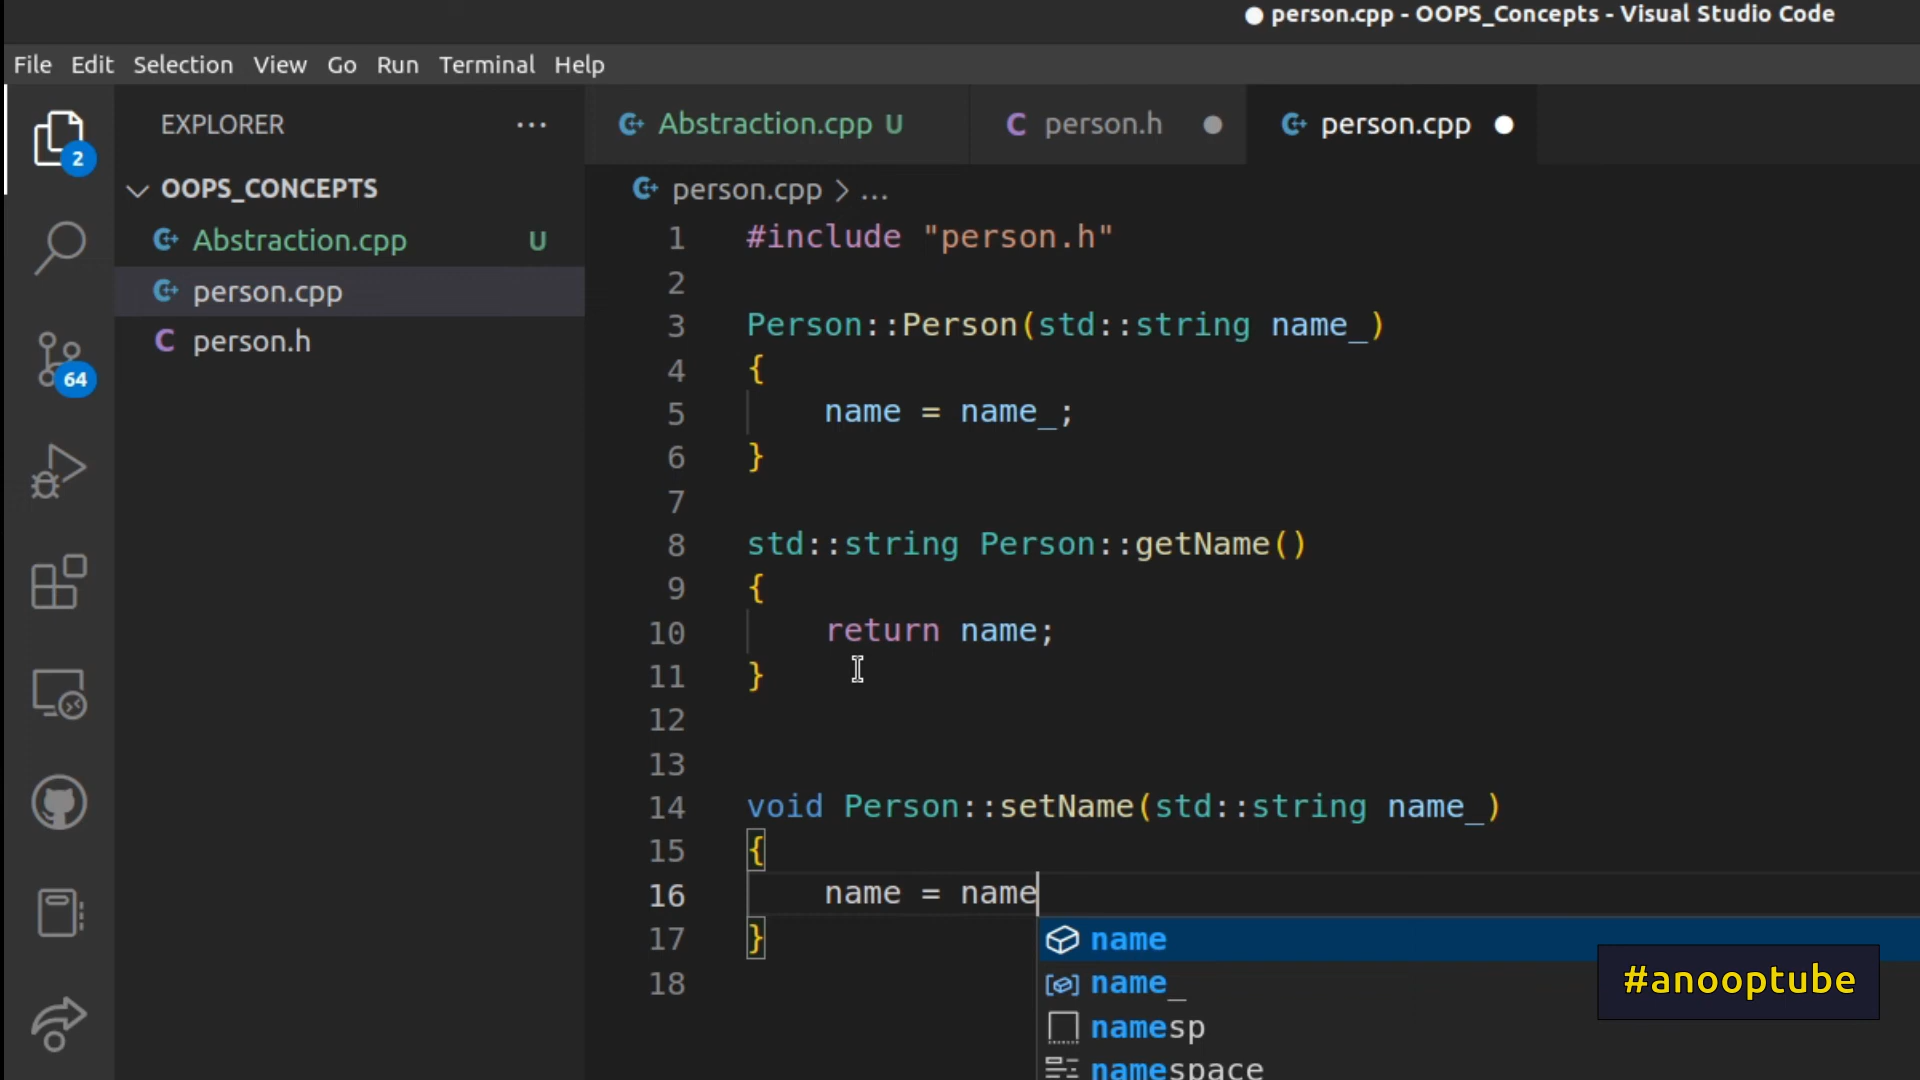 ● person.cpp - OOPS_Concepts - Visual Studio Code
File Edit Selection View Go Run Terminal Help
EXPLORER ···
Abstraction.cpp U person.h ● person.cpp ●
2
OOPS_CONCEPTS
person.cpp > ...
Abstraction.cpp U
person.cpp
person.h
64
1 #include "person.h"
2
3 Person::Person(std::string name_)
4 {
5 name = name_;
6 }
7
8 std::string Person::getName()
9 {
10 return name;
11 }
12
13
14 void Person::setName(std::string name_)
15 {
16 name = name
17 }
18
name
name_
namesp
namespace
#anooptube